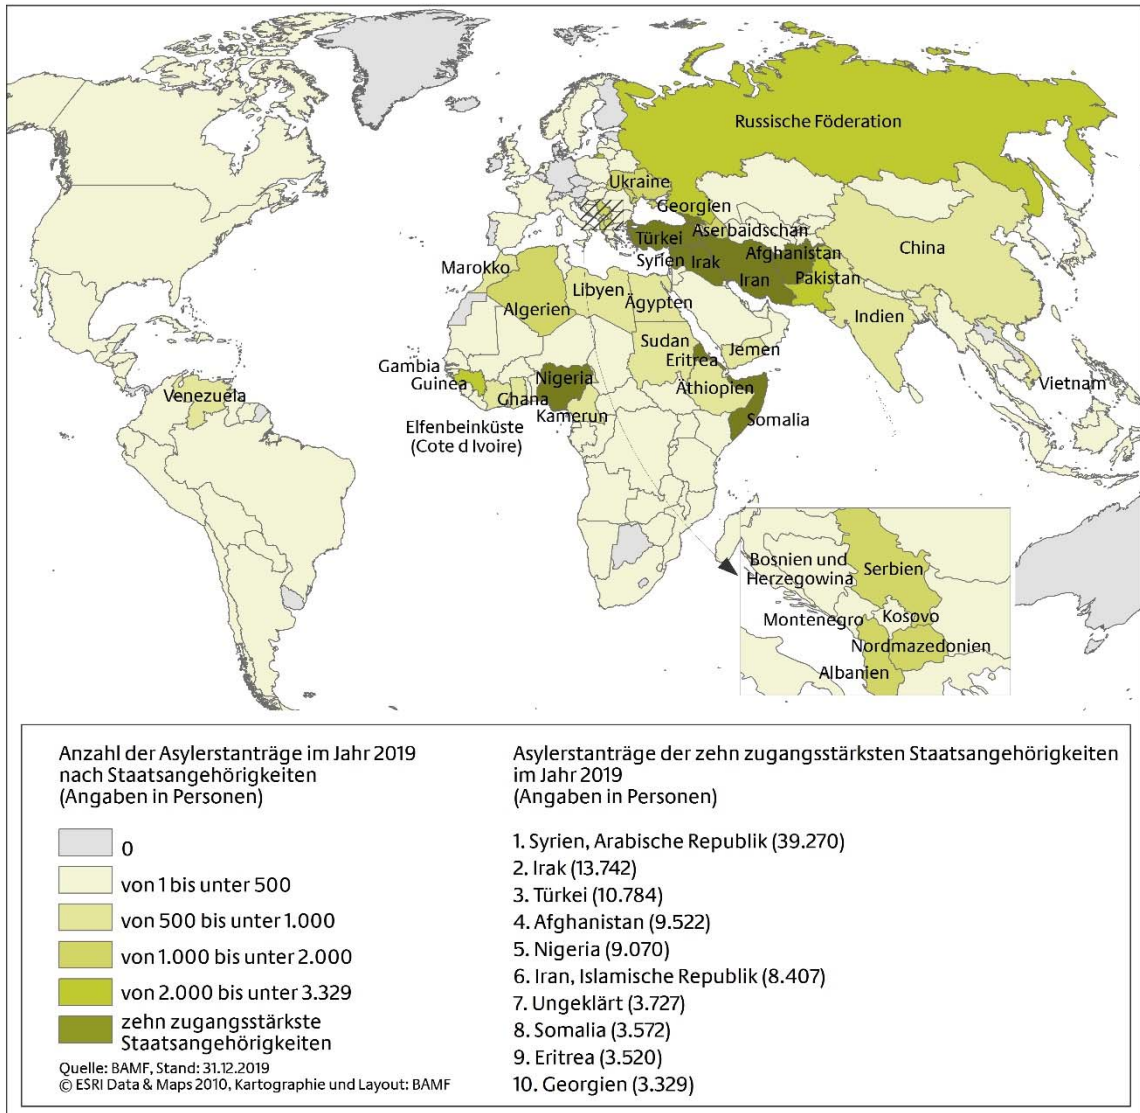 Russische Föderation
Ukraine
Georgien
Aserbaidschan
Türkei
Afghanistan
China
Syrien
Irak
Iran
Pakistan
Marokko
Libyen
Ägypten
Algerien
Indien
Sudan
Eritrea
Jemen
Gambia
Guinea
Nigeria
Äthiopien
Vietnam
Venezuela
Ghana
Kamerun
Somalia
Elfenbeinküste
(Cote d Ivoire)
Bosnien und
Herzegowina
Serbien
Montenegro
Kosovo
Nordmazedonien
Albanien
Anzahl der Asylerstanträge im Jahr 2019
nach Staatsangehörigkeiten
(Angaben in Personen)
0
von 1 bis unter 500
von 500 bis unter 1.000
von 1.000 bis unter 2.000
von 2.000 bis unter 3.329
zehn zugangsstärkste
Staatsangehörigkeiten
Quelle: BAMF, Stand: 31.12.2019
© ESRI Data & Maps 2010, Kartographie und Layout: BAMF
Asylerstanträge der zehn zugangsstärksten Staatsangehörigkeiten
im Jahr 2019
(Angaben in Personen)
1. Syrien, Arabische Republik (39.270)
2. Irak (13.742)
3. Türkei (10.784)
4. Afghanistan (9.522)
5. Nigeria (9.070)
6. Iran, Islamische Republik (8.407)
7. Ungeklärt (3.727)
8. Somalia (3.572)
9. Eritrea (3.520)
10. Georgien (3.329)